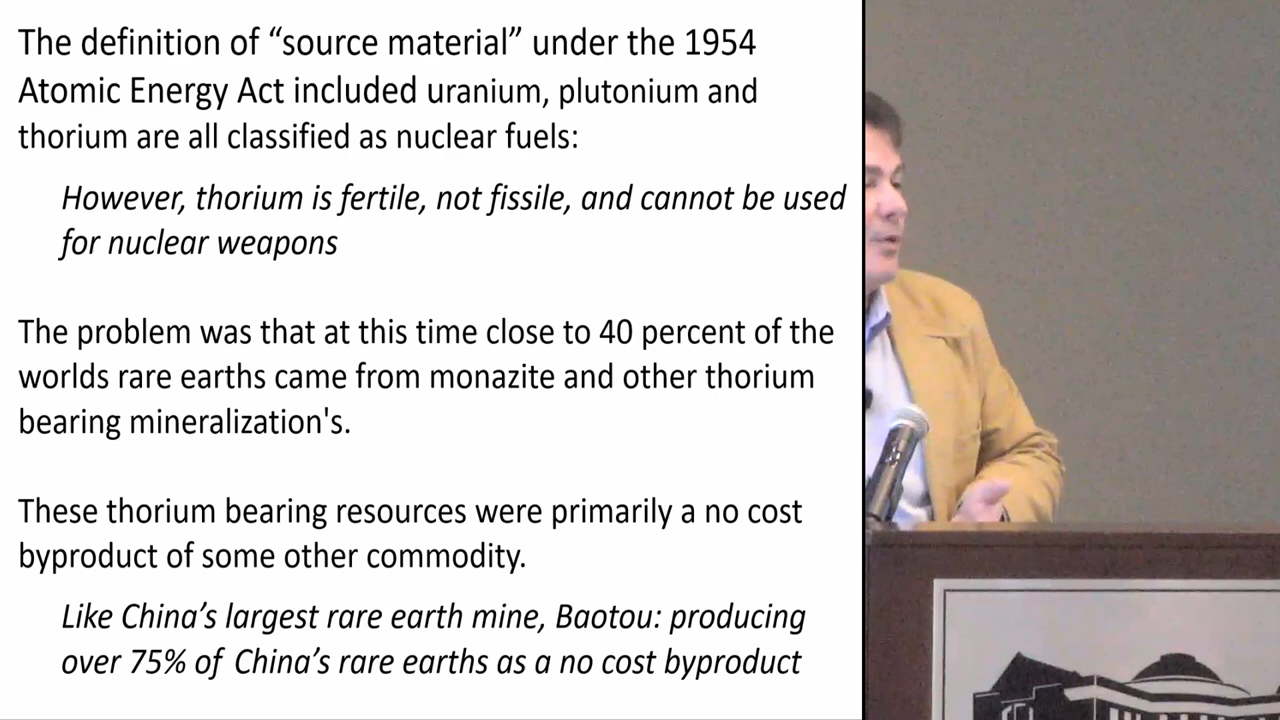 The definition of “source material” under the 1954
Atomic Energy Act included uranium, plutonium and
thorium are all classified as nuclear fuels:
However, thorium is fertile, not fissile, and cannot be used
for nuclear weapons
The problem was that at this time close to 40 percent of the
worlds rare earths came from monazite and other thorium
bearing mineralization's.
These thorium bearing resources were primarily a no cost
byproduct of some other commodity.
Like China’s largest rare earth mine, Baotou: producing
over 75% of China’s rare earths as a no cost byproduct